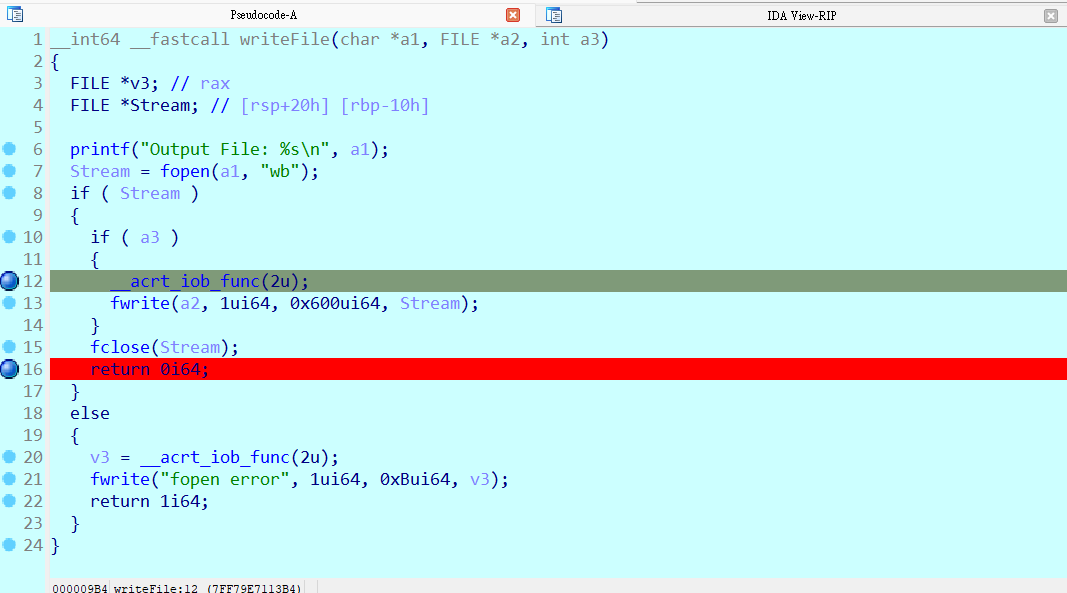 Pseudocode-A IDA View-RIP
1 __int64 __fastcall writeFile(char *a1, FILE *a2, int a3)
2 {
3 FILE *v3; // rax
4 FILE *Stream; // [rsp+20h] [rbp-10h]
5
6 printf("Output File: %s\n", a1);
7 Stream = fopen(a1, "wb");
8 if ( Stream )
9 {
10 if ( a3 )
11 {
12 __acrt_iob_func(2u);
13 fwrite(a2, 1ui64, 0x600ui64, Stream);
14 }
15 fclose(Stream);
16 return 0i64;
17 }
18 else
19 {
20 v3 = __acrt_iob_func(2u);
21 fwrite("fopen error", 1ui64, 0xBui64, v3);
22 return 1i64;
23 }
24 }
000009B4 writeFile:12 (7FF79E7113B4)